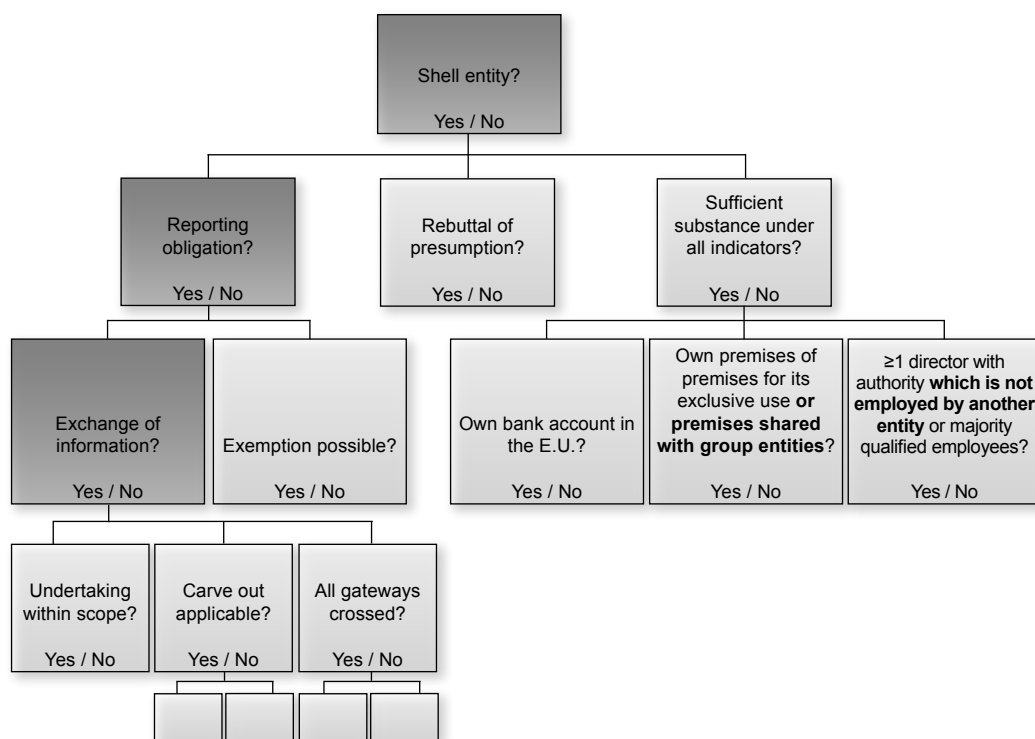 Shell entity?
Yes / No
Reporting
obligation?
Yes / No
Rebuttal of
presumption?
Yes / No
Sufficient
substance under
all indicators?
Yes / No
Exchange of
information?
Yes / No
Exemption possible?
Yes / No
Own bank account in
the E.U.?
Yes / No
Own premises of
premises for its
exclusive use or
premises shared
with group entities?
Yes / No
≥1 director with
authority which is not
employed by another
entity or majority
qualified employees?
Yes / No
Undertaking
within scope?
Yes / No
Carve out
applicable?
Yes / No
All gateways
crossed?
Yes / No